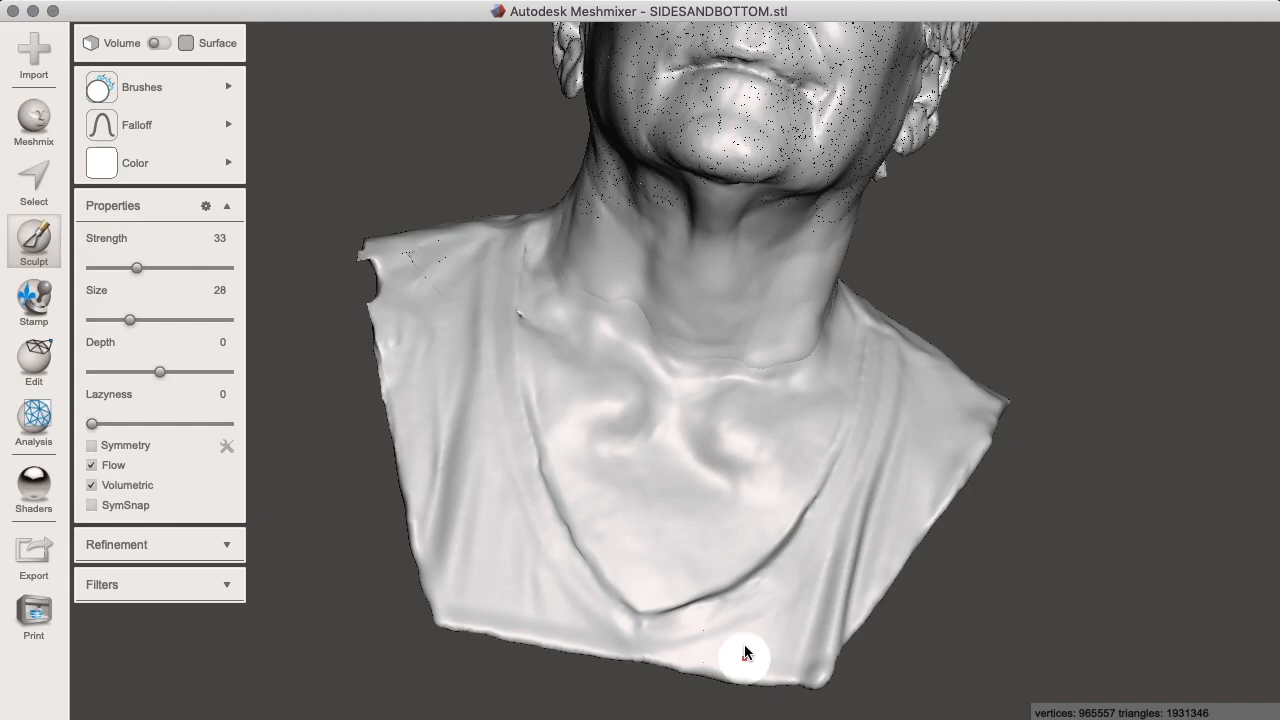 Autodesk Meshmixer - SIDESANDBOTTOM.stl
Import
Meshmix
Select
Sculpt
Stamp
Edit
Analysis
Shaders
Export
Print
Volume Surface
Brushes
Falloff
Color
Properties
Strength 33
Size 28
Depth 0
Lazyness 0
Symmetry
Flow
Volumetric
SymSnap
Refinement
Filters
vertices: 965557 triangles: 1931346